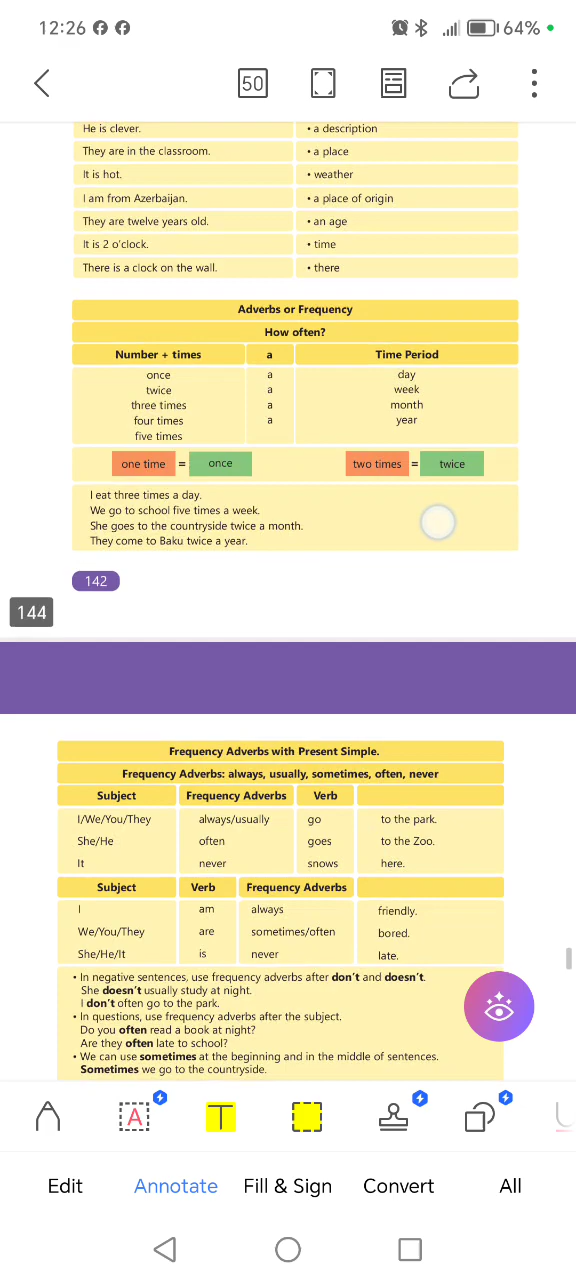 12:26
64%
50
He is clever. • a description
They are in the classroom. • a place
It is hot. • weather
I am from Azerbaijan. • a place of origin
They are twelve years old. • an age
It is 2 o'clock. • time
There is a clock on the wall. • there
Adverbs or Frequency
How often?
Number + times a Time Period
once a day
twice a week
three times a month
four times a year
five times
one time = once two times = twice
I eat three times a day.
We go to school five times a week.
She goes to the countryside twice a month.
They come to Baku twice a year.
142
144
Frequency Adverbs with Present Simple.
Frequency Adverbs: always, usually, sometimes, often, never
Subject Frequency Adverbs Verb
I/We/You/They always/usually go to the park.
She/He often goes to the Zoo.
It never snows here.
Subject Verb Frequency Adverbs
I am always friendly.
We/You/They are sometimes/often bored.
She/He/It is never late.
• In negative sentences, use frequency adverbs after don't and doesn't.
She doesn't usually study at night.
I don't often go to the park.
• In questions, use frequency adverbs after the subject.
Do you often read a book at night?
Are they often late to school?
• We can use sometimes at the beginning and in the middle of sentences.
Sometimes we go to the countryside.
A T
Edit Annotate Fill & Sign Convert All